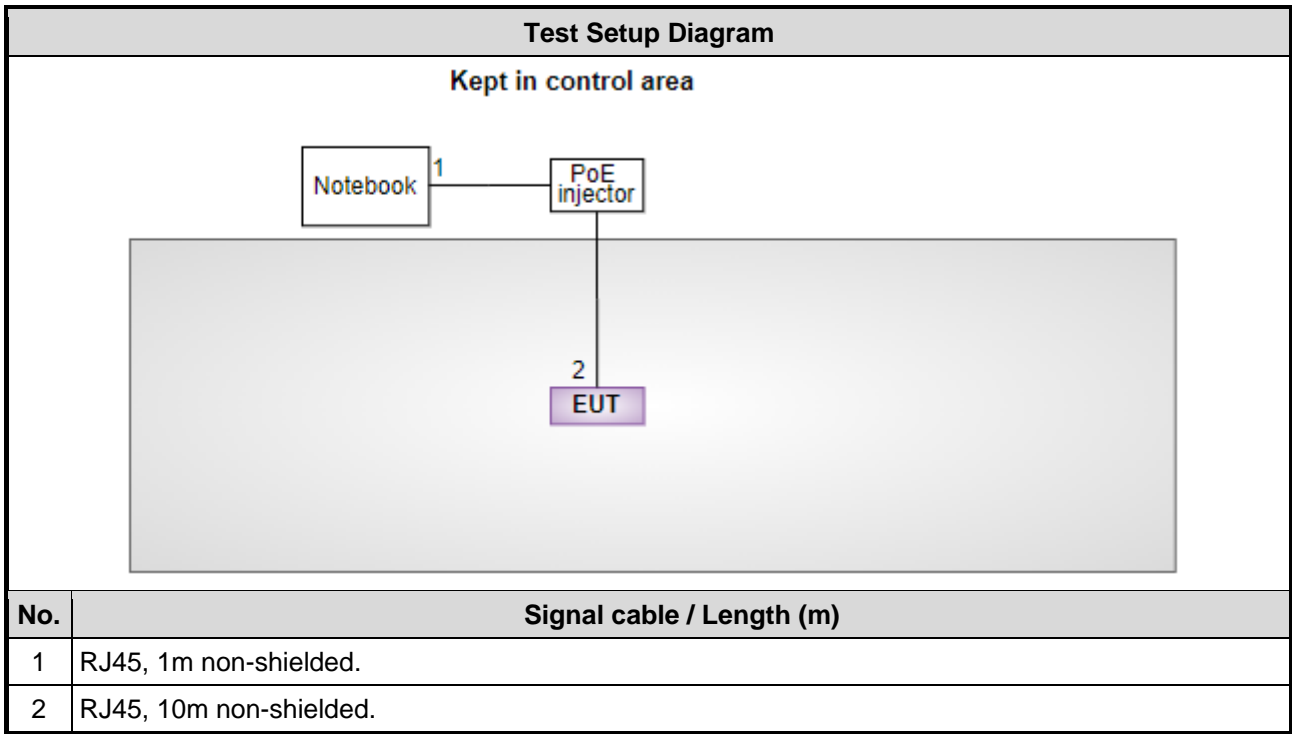 Test Setup Diagram
Kept in control area
Notebook
1
PoE
injector
2
EUT
No. Signal cable / Length (m)
1 RJ45, 1m non-shielded.
2 RJ45, 10m non-shielded.